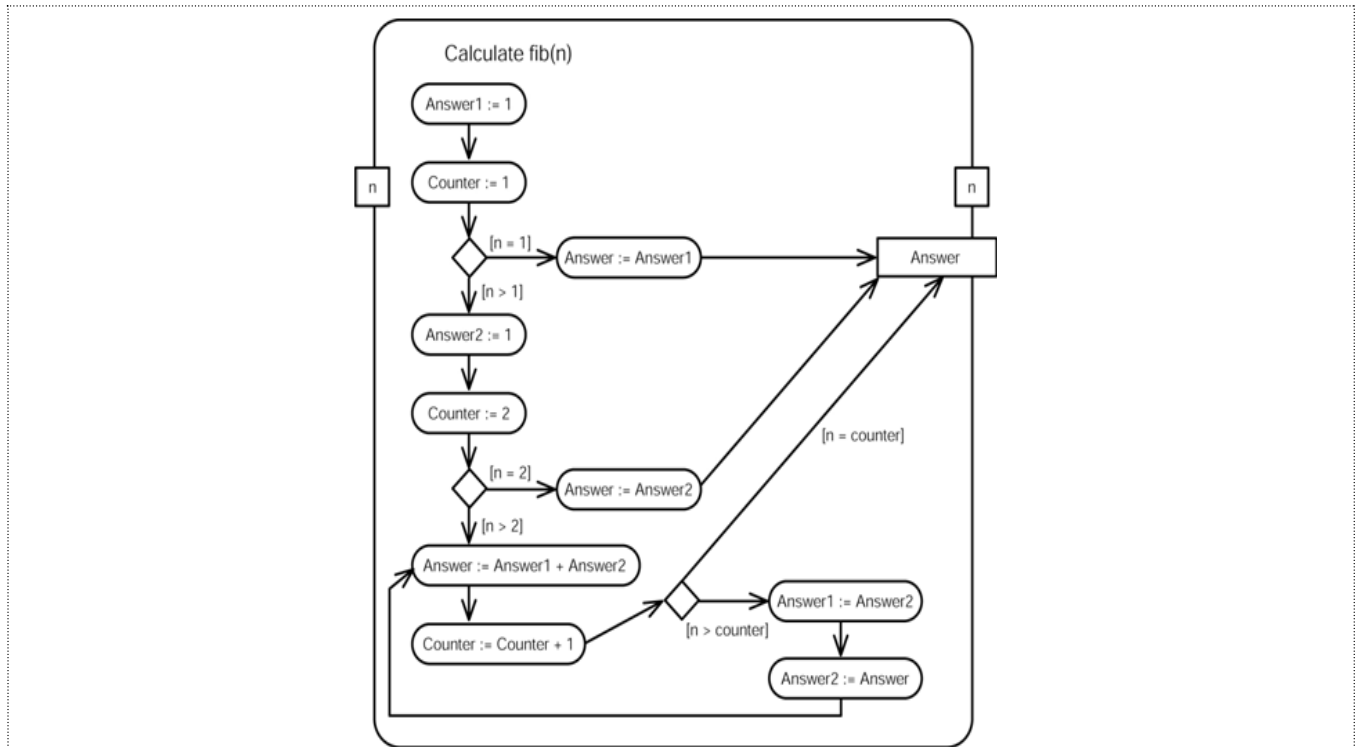 Calculate fib(n)
Answer1 := 1
n
Counter := 1
n
[n = 1]
Answer := Answer1
Answer
[n > 1]
Answer2 := 1
Counter := 2
[n = counter]
[n = 2]
Answer := Answer2
[n > 2]
Answer := Answer1 + Answer2
Answer1 := Answer2
[n > counter]
Counter := Counter + 1
Answer2 := Answer